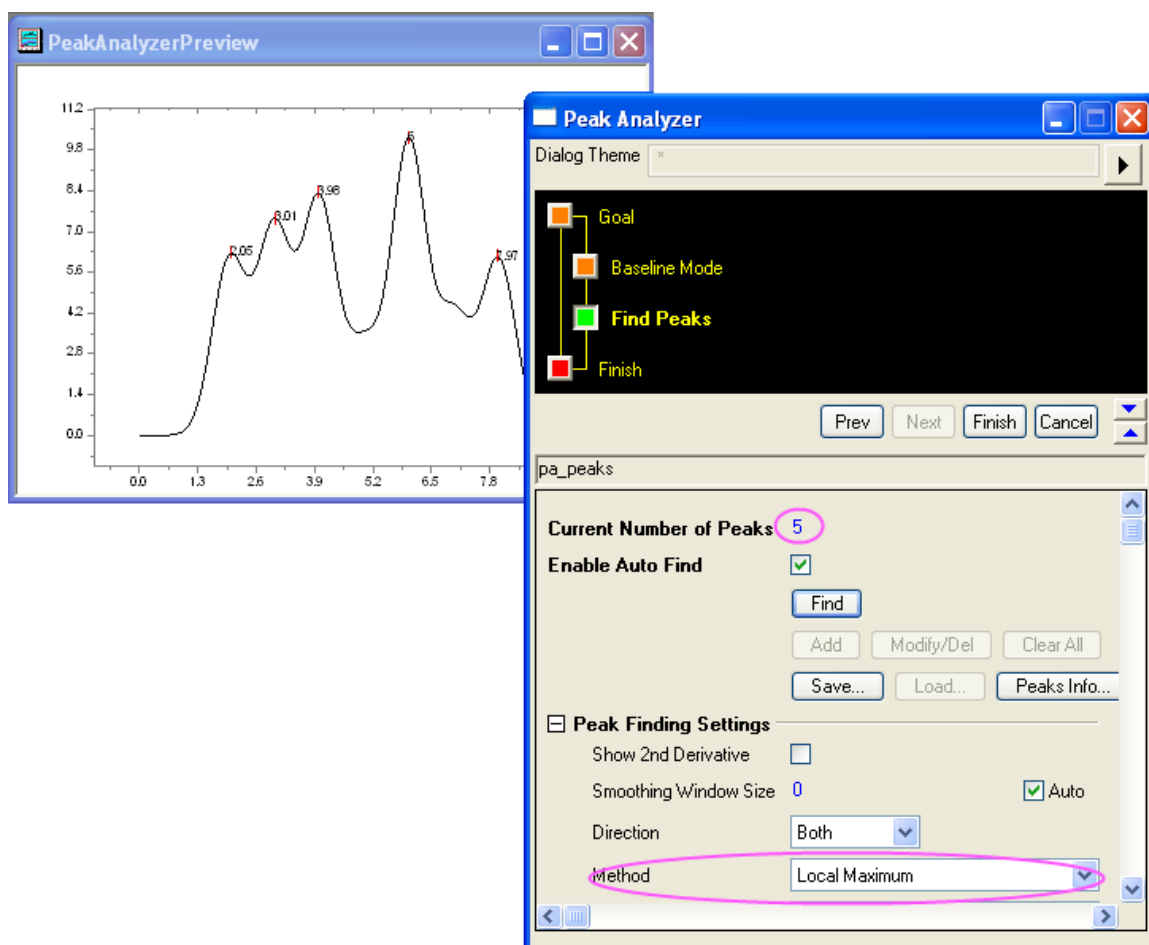 PeakAnalyzerPreview
11.2
9.8
8.4
7.0
5.6
4.2
2.8
1.4
0.0
2.05
3.01
3.98
0.0 1.3 2.6 3.9 5.2 6.5 7.8
Peak Analyzer
Dialog Theme *
Goal
Baseline Mode
Find Peaks
Finish
Prev Next Finish Cancel
pa_peaks
Current Number of Peaks 5
Enable Auto Find
Find
Add Modify/Del Clear All
Save... Load... Peaks Info...
Peak Finding Settings
Show 2nd Derivative
Smoothing Window Size 0 Auto
Direction Both
Method Local Maximum